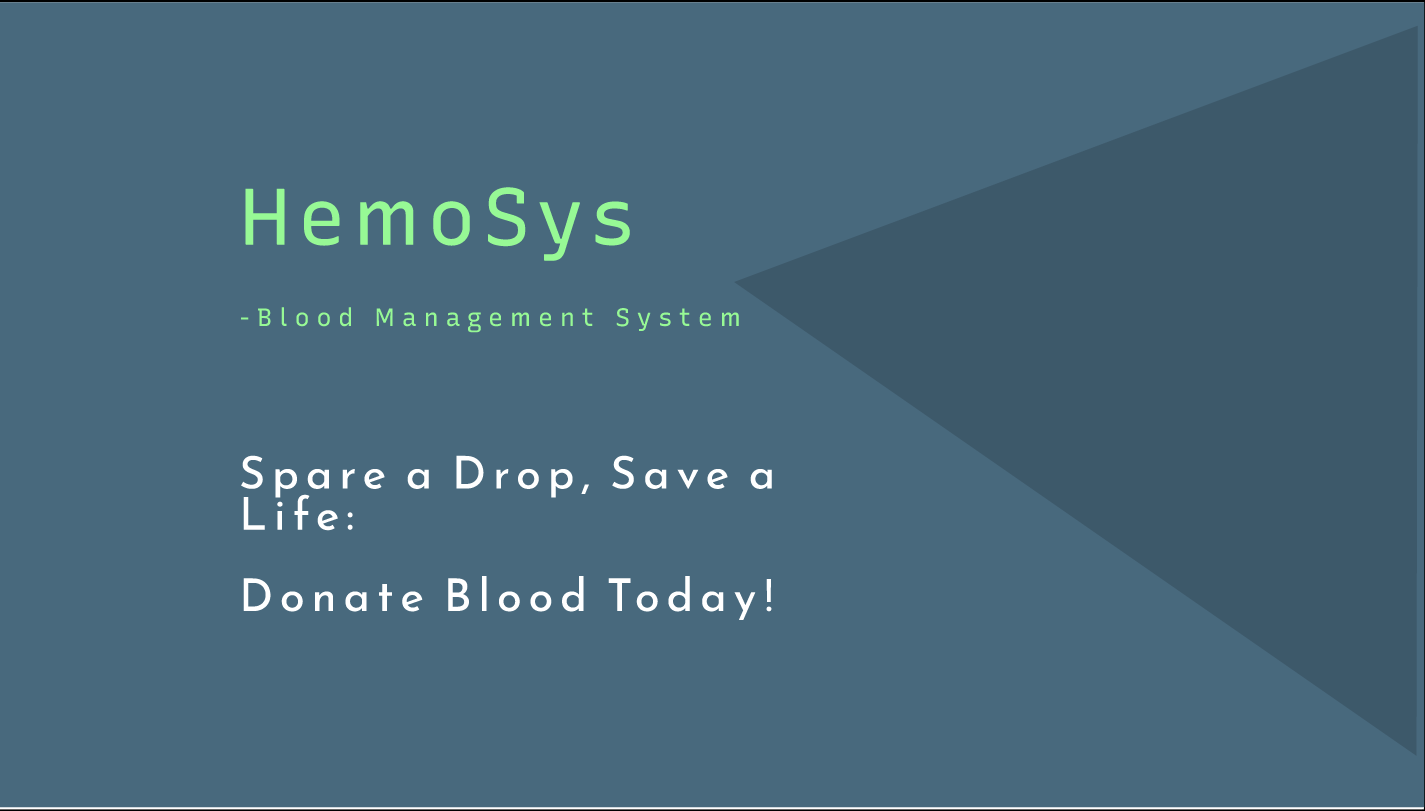 HemoSys
-Blood Management System
Spare a Drop, Save a
Life:
Donate Blood Today!